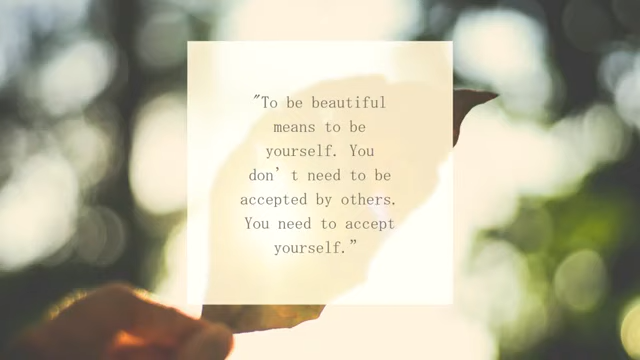 "To be beautiful
means to be
yourself. You
don’t need to be
accepted by others.
You need to accept
yourself.”